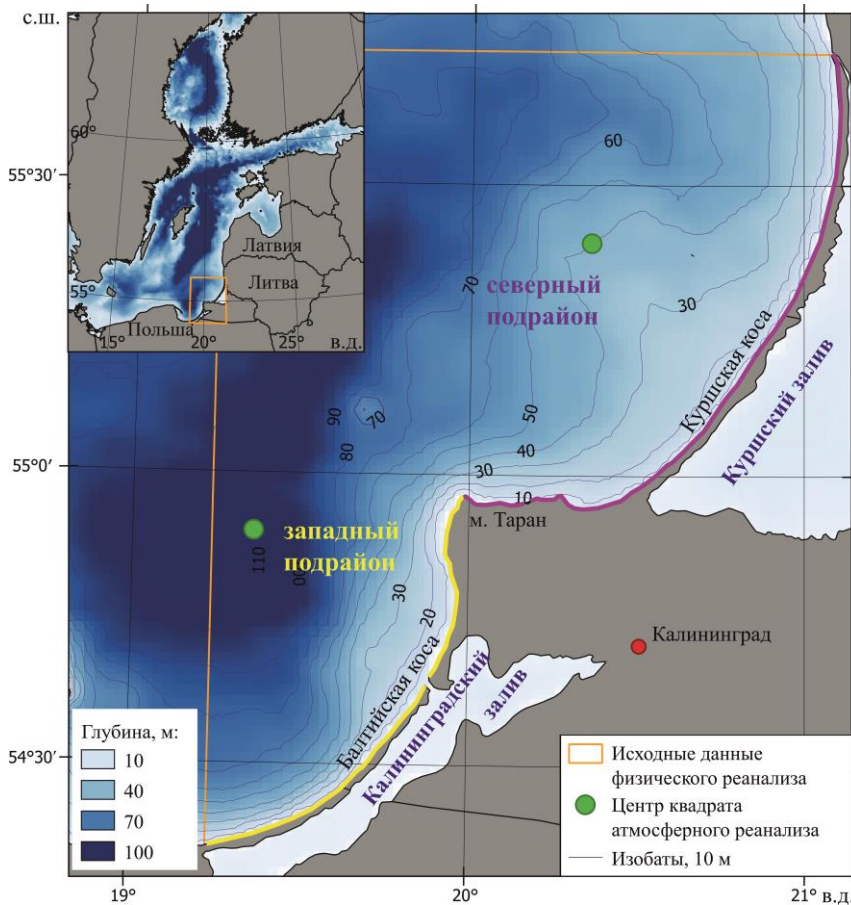 с.ш.
60°
55°
Латвия
Литва
Польша
15°
20°
25°
в.д.
55°30′
60
северный
подрайон
70
30
Куршская коса
Куршский залив
90
70
80
50
40
55°0′
30
10
м. Таран
западный
подрайон
110
00
30
20
Калининград
Балтийская коса
Калининградский
залив
54°30′
Глубина, м:
10
40
70
100
Исходные данные
физического реанализа
Центр квадрата
атмосферного реанализа
Изобаты, 10 м
19°
20°
21°
в.д.